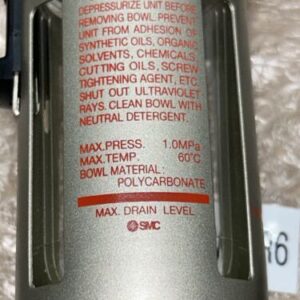 DEPRESSURIZE UNIT BEFORE
REMOVING BOWL. PREVENT
UNIT FROM ADHESION OF
SYNTHETIC OILS, ORGANIC
SOLVENTS, CHEMICALS,
CUTTING OILS, SCREW-
TIGHTENING AGENT, ETC.
SHUT OUT ULTRAVIOLET
RAYS. CLEAN BOWL WITH
NEUTRAL DETERGENT.
MAX.PRESS. 1.0MPa
MAX.TEMP. 60°C
BOWL MATERIAL:
POLYCARBONATE
MAX. DRAIN LEVEL
SMC
6